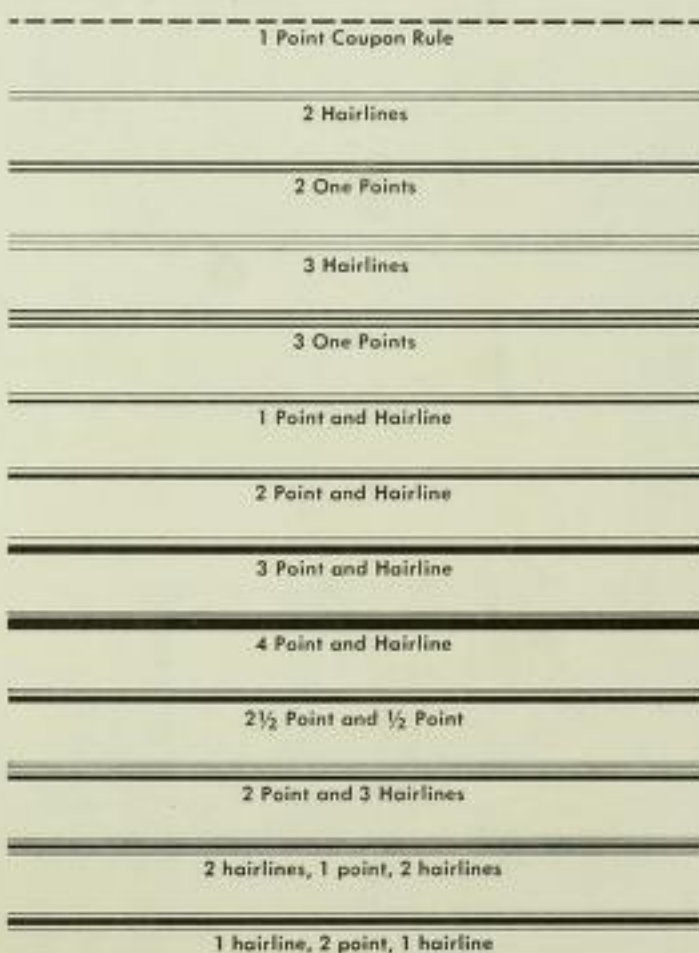 1 Point Coupon Rule
2 Hairlines
2 One Points
3 Hairlines
3 One Points
1 Point and Hairline
2 Point and Hairline
3 Point and Hairline
4 Point and Hairline
2½ Point and ½ Point
2 Point and 3 Hairlines
2 hairlines, 1 point, 2 hairlines
1 hairline, 2 point, 1 hairline